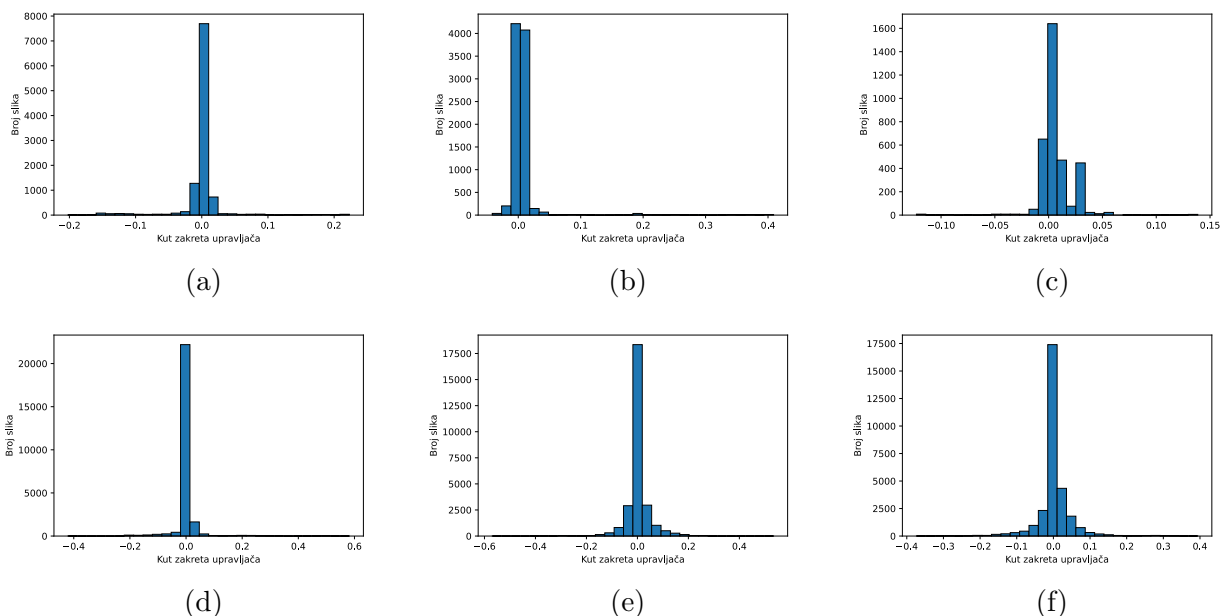 8000
7000
6000
5000
4000
3000
2000
1000
0
Broj slika
−0.2 −0.1 0.0 0.1 0.2
Kut zakreta upravljača
(a)
4000
3500
3000
2500
2000
1500
1000
500
0
Broj slika
0.0 0.1 0.2 0.3 0.4
Kut zakreta upravljača
(b)
1600
1400
1200
1000
800
600
400
200
0
Broj slika
−0.10 −0.05 0.00 0.05 0.10 0.15
Kut zakreta upravljača
(c)
20000
15000
10000
5000
0
Broj slika
−0.4 −0.2 0.0 0.2 0.4 0.6
Kut zakreta upravljača
(d)
17500
15000
12500
10000
7500
5000
2500
0
Broj slika
−0.6 −0.4 −0.2 0.0 0.2 0.4
Kut zakreta upravljača
(e)
17500
15000
12500
10000
7500
5000
2500
0
Broj slika
−0.4 −0.3 −0.2 −0.1 0.0 0.1 0.2 0.3 0.4
Kut zakreta upravljača
(f)